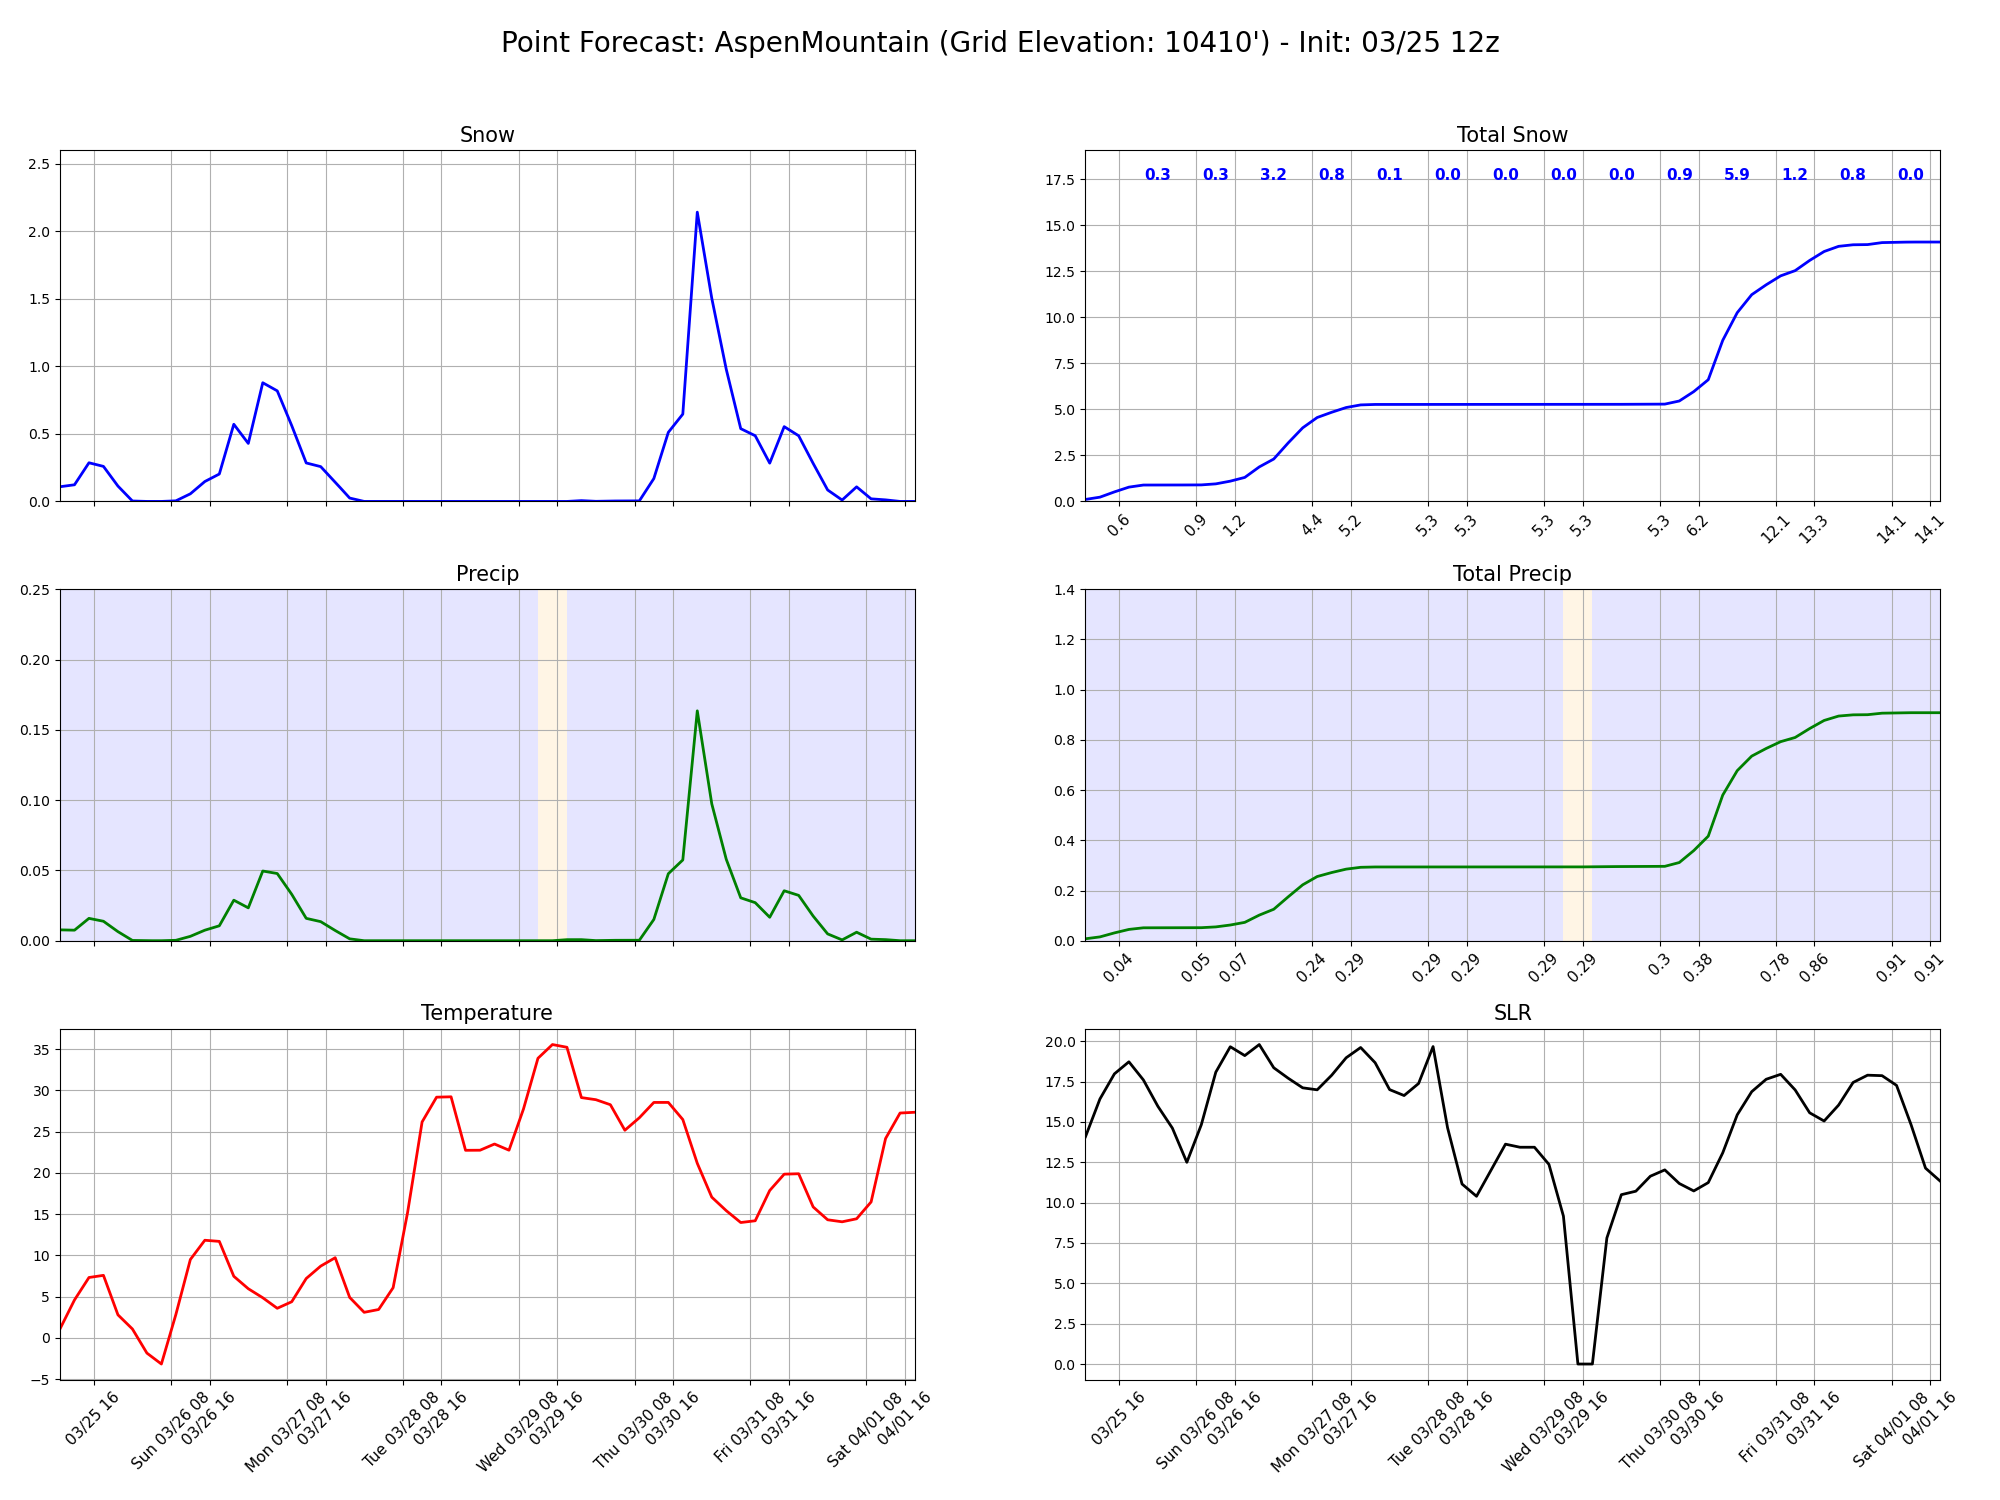 Point Forecast: AspenMountain (Grid Elevation: 10410') - Init: 03/25 12z
Snow
2.5
2.0
1.5
1.0
0.5
0.0
Total Snow
0.3 0.3 3.2 0.8 0.1 0.0 0.0 0.0 0.0 0.9 5.9 1.2 0.8 0.0
17.5
15.0
12.5
10.0
7.5
5.0
2.5
0.0
0.6 0.9 1.2 4.4 5.2 5.3 5.3 5.3 5.3 5.3 6.2 12.1 13.3 14.1 14.1
Precip
0.25
0.20
0.15
0.10
0.05
0.00
Total Precip
1.4
1.2
1.0
0.8
0.6
0.4
0.2
0.0
0.04 0.05 0.07 0.24 0.29 0.29 0.29 0.29 0.29 0.3 0.38 0.78 0.86 0.91 0.91
Temperature
35
30
25
20
15
10
5
0
−5
03/25 16
Sun 03/26 08
03/26 16
Mon 03/27 08
03/27 16
Tue 03/28 08
03/28 16
Wed 03/29 08
03/29 16
Thu 03/30 08
03/30 16
Fri 03/31 08
03/31 16
Sat 04/01 08
04/01 16
SLR
20.0
17.5
15.0
12.5
10.0
7.5
5.0
2.5
0.0
03/25 16
Sun 03/26 08
03/26 16
Mon 03/27 08
03/27 16
Tue 03/28 08
03/28 16
Wed 03/29 08
03/29 16
Thu 03/30 08
03/30 16
Fri 03/31 08
03/31 16
Sat 04/01 08
04/01 16